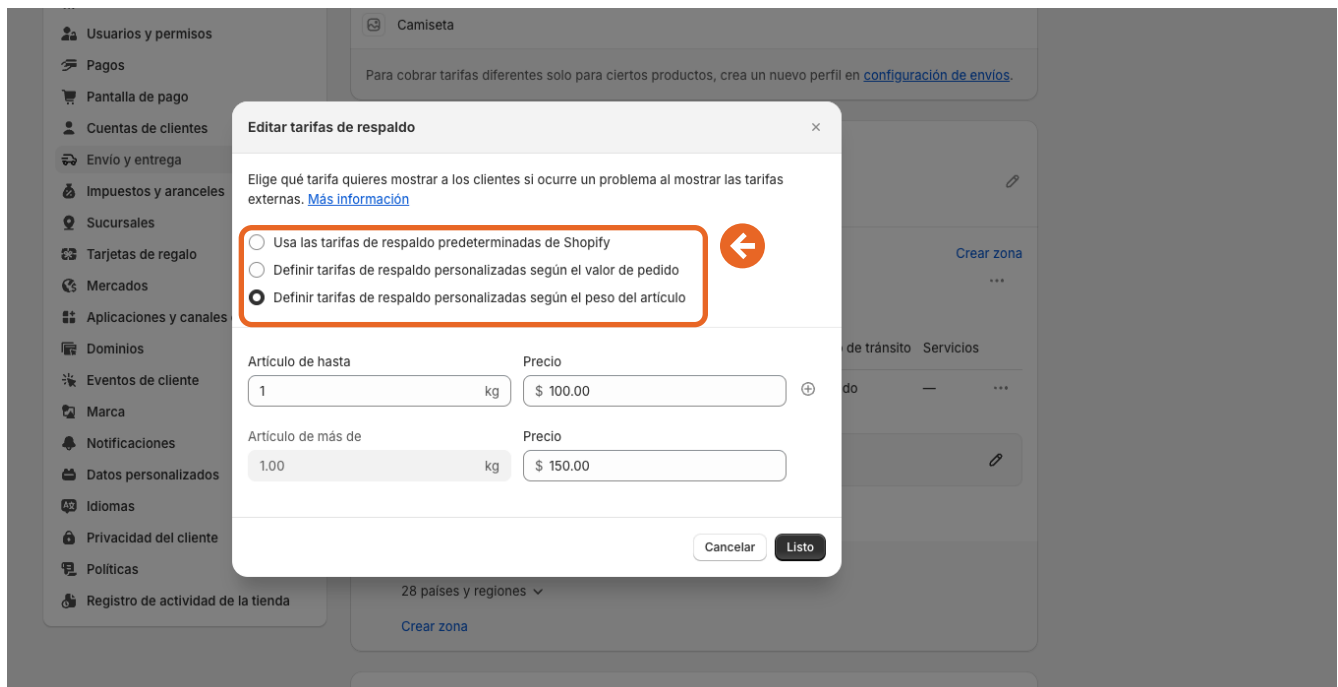 Usuarios y permisos
Pagos
Pantalla de pago
Cuentas de clientes
Envío y entrega
Impuestos y aranceles
Sucursales
Tarjetas de regalo
Mercados
Aplicaciones y canales
Dominios
Eventos de cliente
Marca
Notificaciones
Datos personalizados
Idiomas
Privacidad del cliente
Políticas
Registro de actividad de la tienda
Camiseta
Para cobrar tarifas diferentes solo para ciertos productos, crea un nuevo perfil en configuración de envíos.
Editar tarifas de respaldo
Elige qué tarifa quieres mostrar a los clientes si ocurre un problema al mostrar las tarifas
externas. Más información
Usa las tarifas de respaldo predeterminadas de Shopify
Definir tarifas de respaldo personalizadas según el valor de pedido
Definir tarifas de respaldo personalizadas según el peso del artículo
Artículo de hasta Precio
1 kg $ 100.00
Artículo de más de Precio
1.00 kg $ 150.00
Cancelar Listo
Crear zona
de tránsito Servicios
do —
28 países y regiones
Crear zona